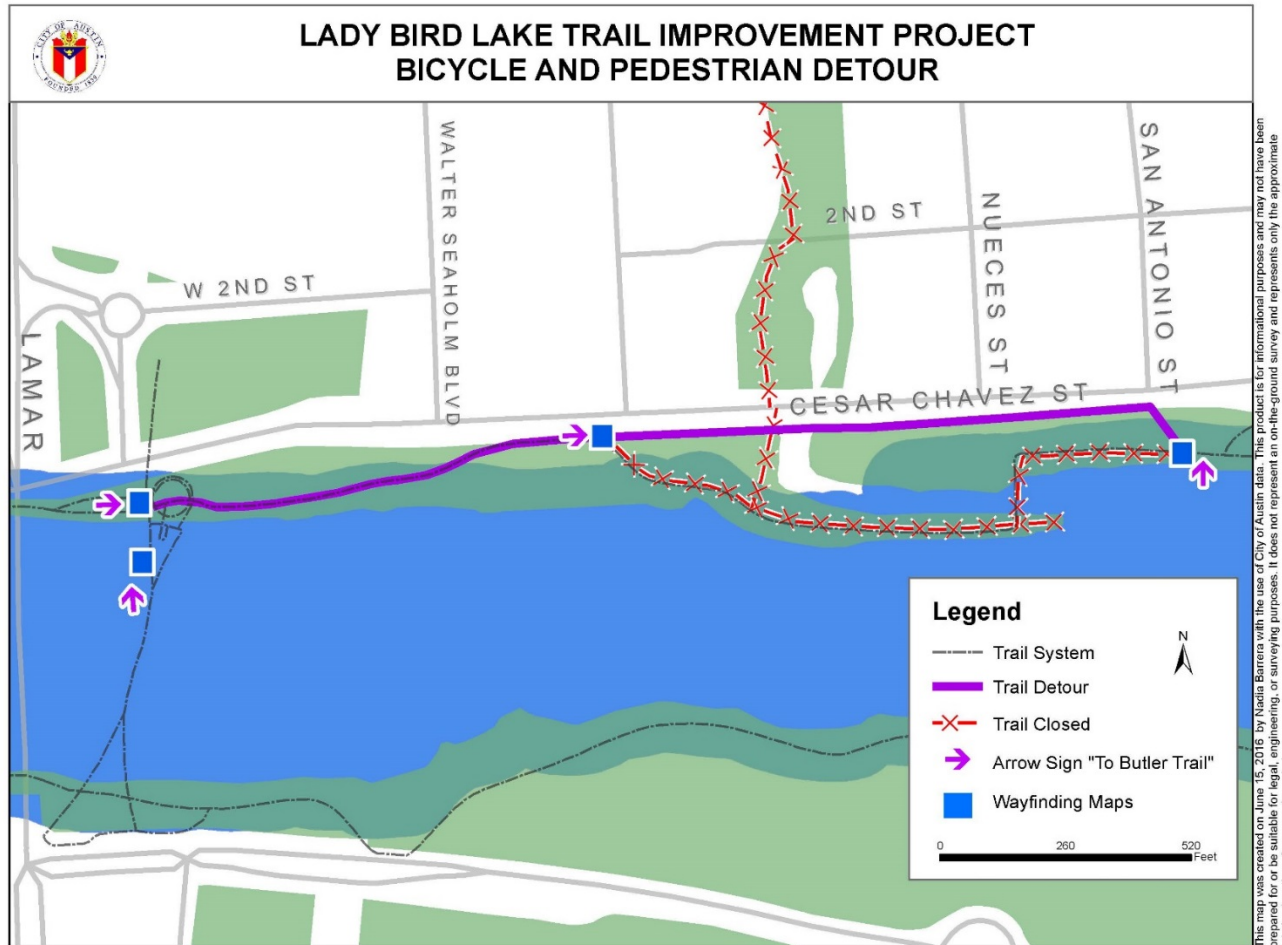 LADY BIRD LAKE TRAIL IMPROVEMENT PROJECT
BICYCLE AND PEDESTRIAN DETOUR
CITY OF AUSTIN
FOUNDED 1839
WALTER SEAHOLM BLVD
SAN ANTONIO ST
NUECES ST
2ND ST
W 2ND ST
LAMAR
CESAR CHAVEZ ST
Legend
N
Trail System
Trail Detour
Trail Closed
Arrow Sign "To Butler Trail"
Wayfinding Maps
0 260 520
Feet
This map was created on June 15, 2016 by Nadia Barrera with the use of City of Austin data. This product is for informational purposes and may not have been
prepared for or be suitable for legal, engineering, or surveying purposes. It does not represent an on-the-ground survey and represents only the approximate